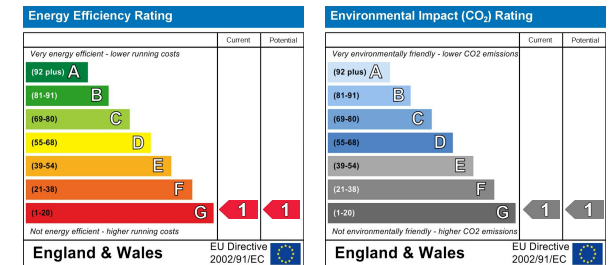 Energy Efficiency Rating
Current Potential
Very energy efficient - lower running costs
(92 plus) A
(81-91) B
(69-80) C
(55-68) D
(39-54) E
(21-38) F
(1-20) G 1 1
Not energy efficient - higher running costs
England & Wales EU Directive 2002/91/EC
Environmental Impact (CO₂) Rating
Current Potential
Very environmentally friendly - lower CO2 emissions
(92 plus) A
(81-91) B
(69-80) C
(55-68) D
(39-54) E
(21-38) F
(1-20) G 1 1
Not environmentally friendly - higher CO2 emissions
England & Wales EU Directive 2002/91/EC